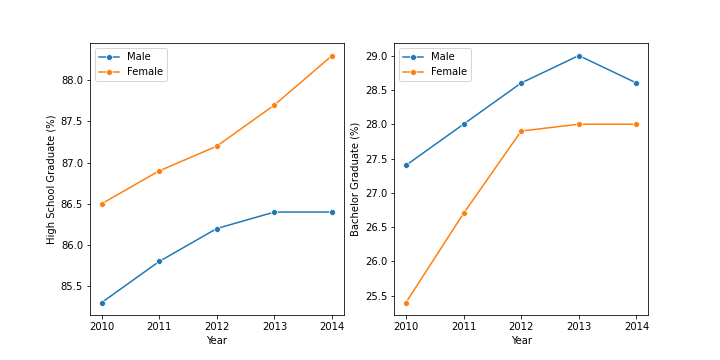 Male
Female
88.0
87.5
87.0
86.5
86.0
85.5
High School Graduate (%)
2010 2011 2012 2013 2014
Year
Male
Female
29.0
28.5
28.0
27.5
27.0
26.5
26.0
25.5
Bachelor Graduate (%)
2010 2011 2012 2013 2014
Year